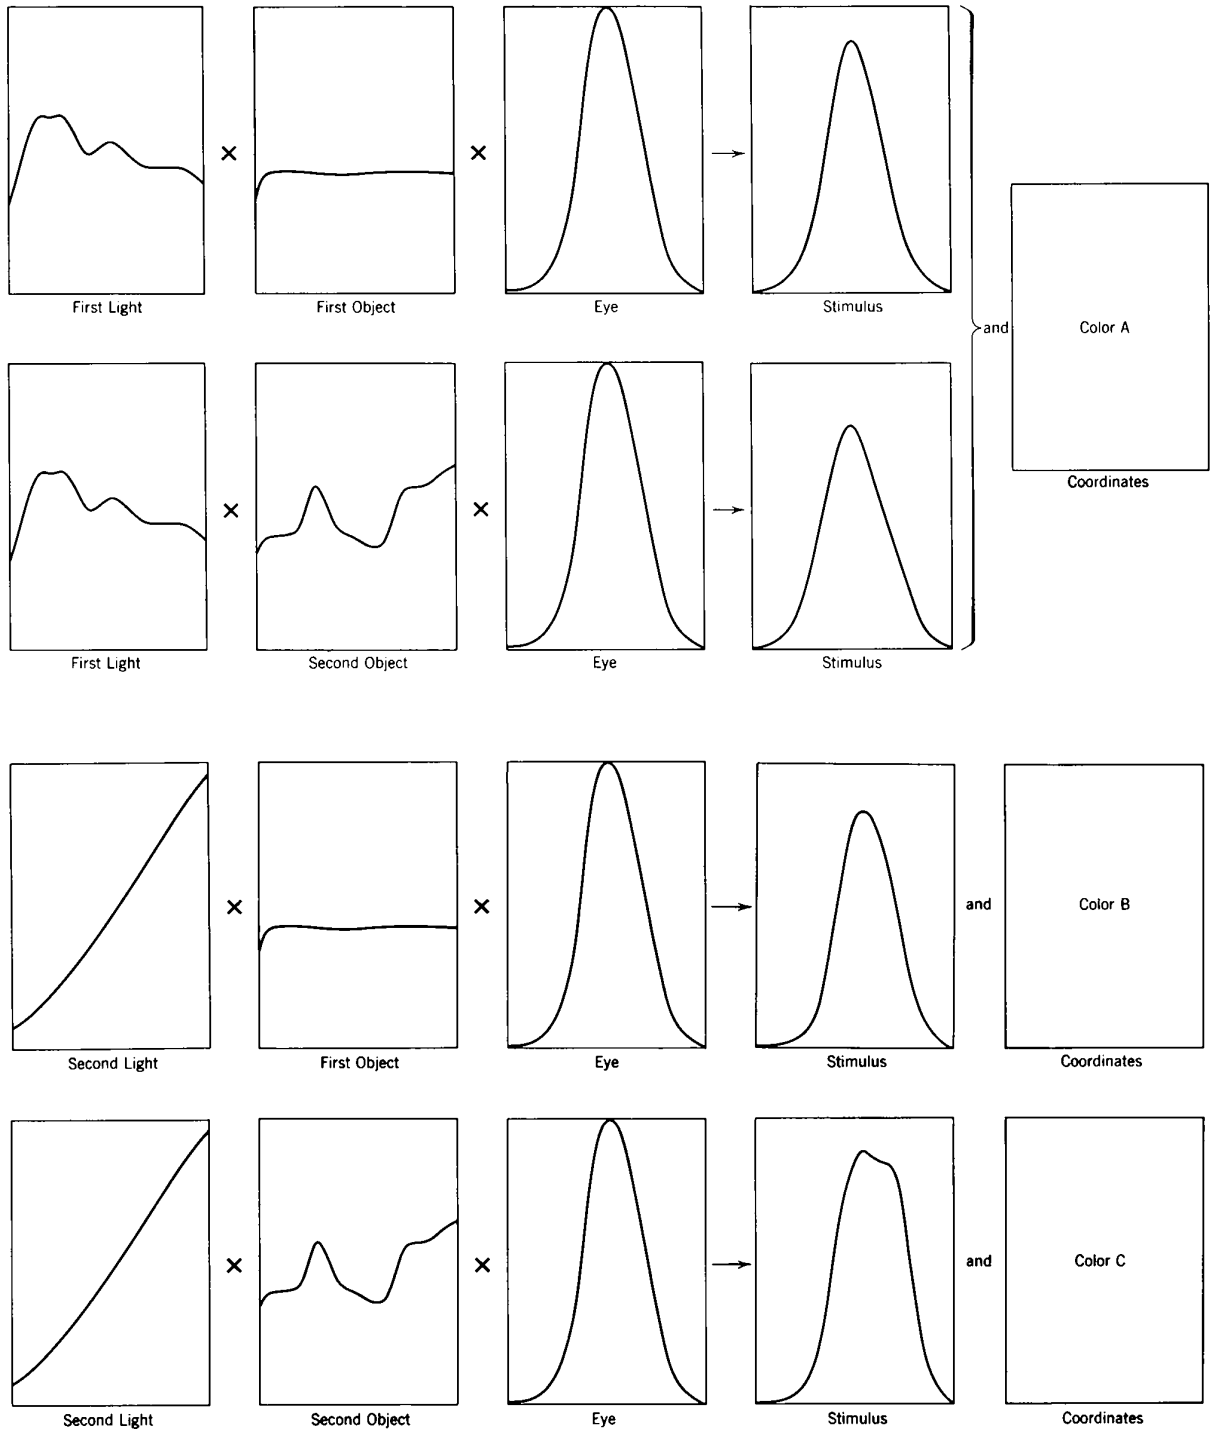 ×
×
→
First Light
First Object
Eye
Stimulus
and
Color A
Coordinates
×
×
→
First Light
Second Object
Eye
Stimulus
×
×
→
and
Color B
Second Light
First Object
Eye
Stimulus
Coordinates
×
×
→
and
Color C
Second Light
Second Object
Eye
Stimulus
Coordinates